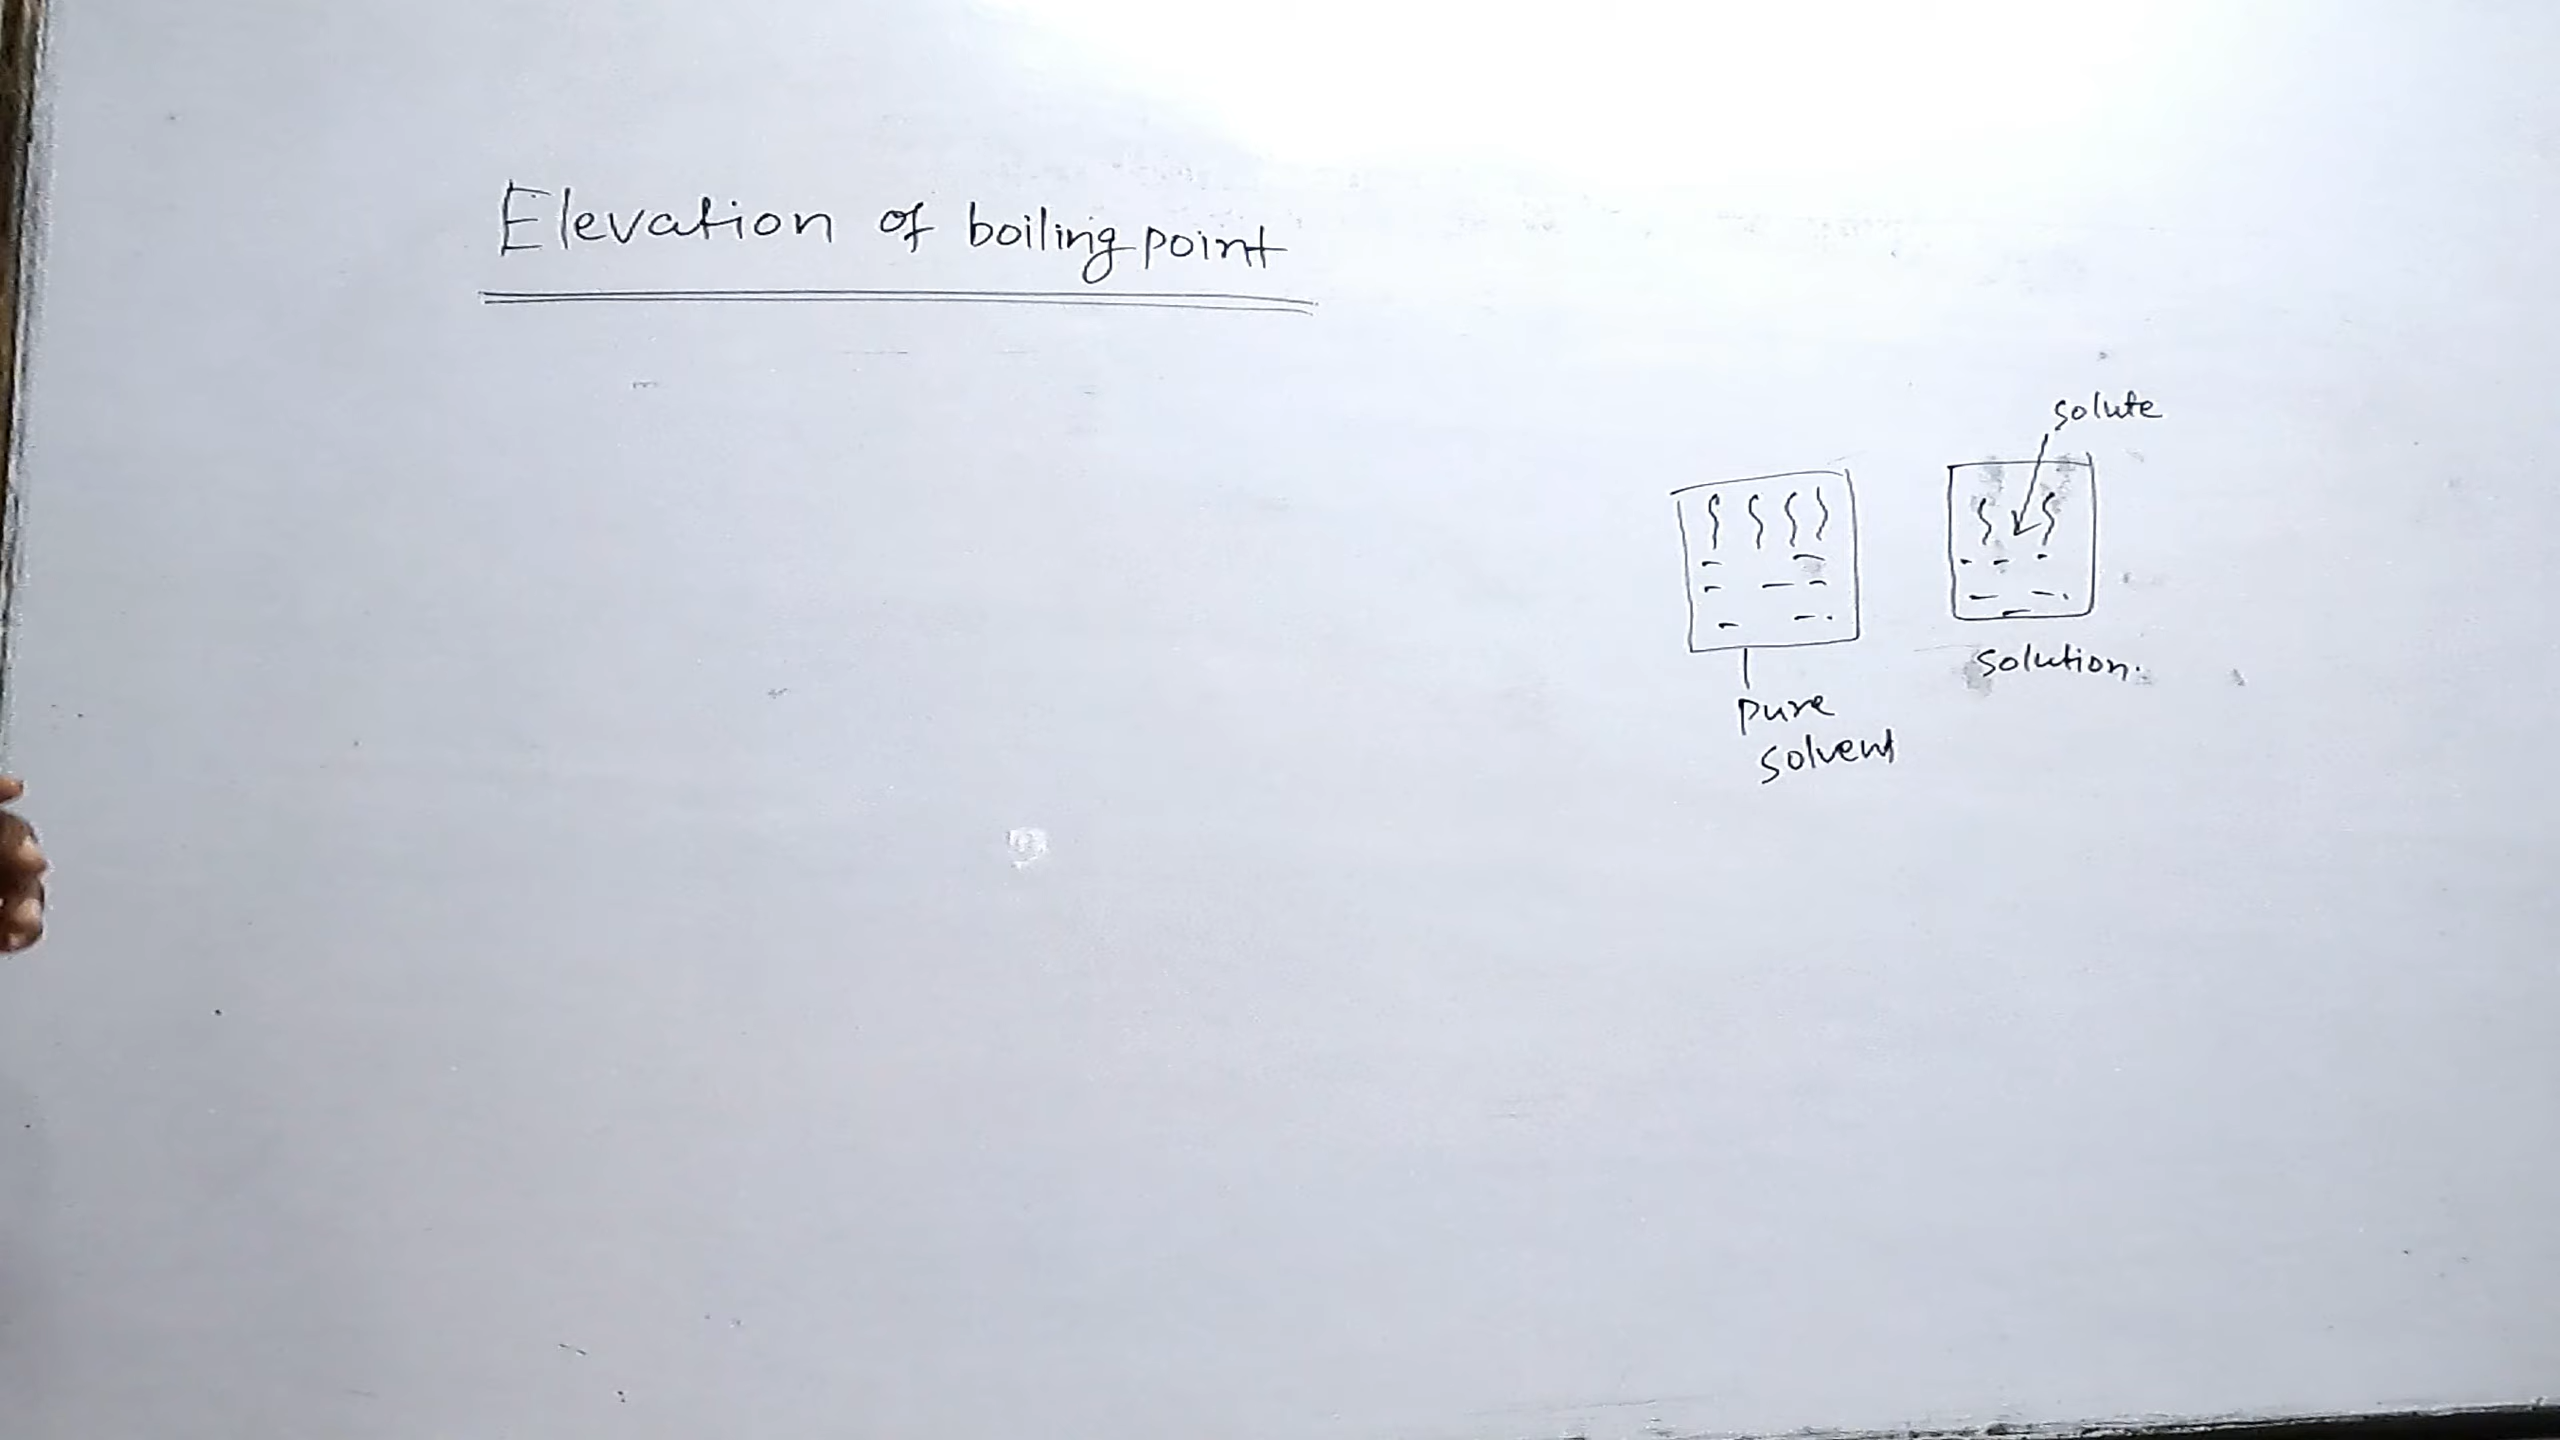 Elevation of boiling point
solute
solution.
pure
solvent